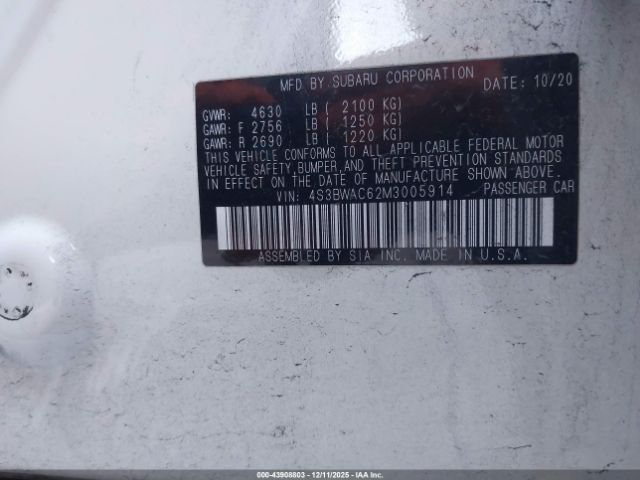 MFD BY SUBARU CORPORATION DATE: 10/20
GVWR: 4630 LB ( 2100 KG)
GAWR: F 2756 LB ( 1250 KG)
GAWR: R 2690 LB ( 1220 KG)
THIS VEHICLE CONFORMS TO ALL APPLICABLE FEDERAL MOTOR
VEHICLE SAFETY, BUMPER, AND THEFT PREVENTION STANDARDS
IN EFFECT ON THE DATE OF MANUFACTURE SHOWN ABOVE.
VIN: 4S3BWAC62M3005914 PASSENGER CAR
ASSEMBLED BY SIA INC. MADE IN U.S.A.
000-43908803 - 12/11/2025 - IAAI.COM